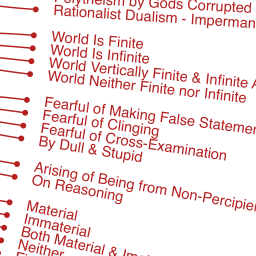 Polytheism by Gods Corrupted
Rationalist Dualism - Imperman
World Is Finite
World Is Infinite
World Vertically Finite & Infinite A
World Neither Finite nor Infinite
Fearful of Making False Statemen
Fearful of Clinging
Fearful of Cross-Examination
By Dull & Stupid
Arising of Being from Non-Percipie
On Reasoning
Material
Immaterial
Both Material & Im
Neither